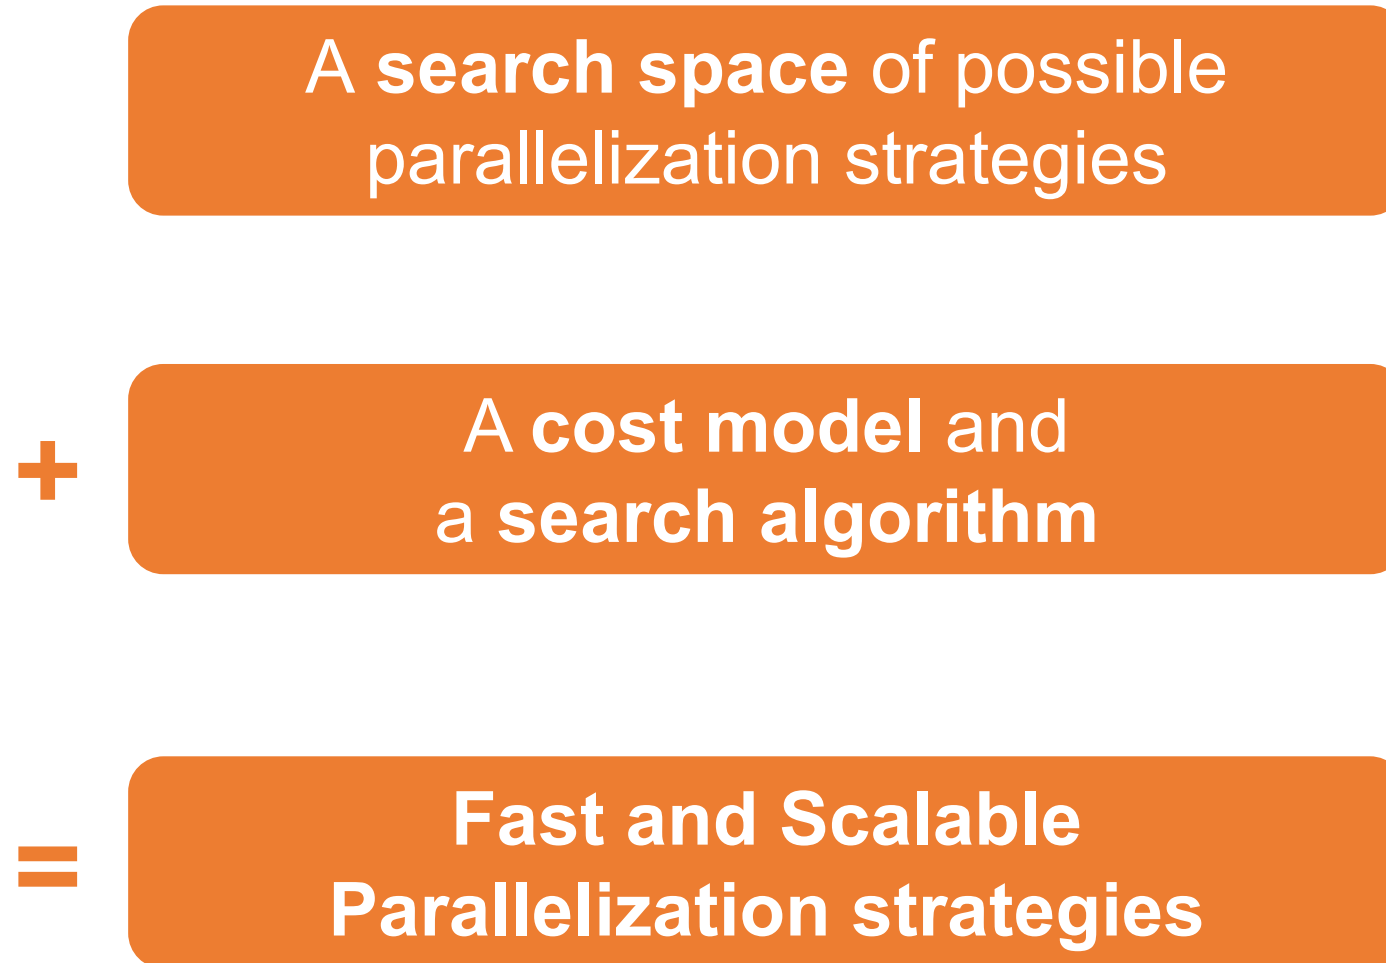 A search space of possible
parallelization strategies
+
A cost model and
a search algorithm
=
Fast and Scalable
Parallelization strategies